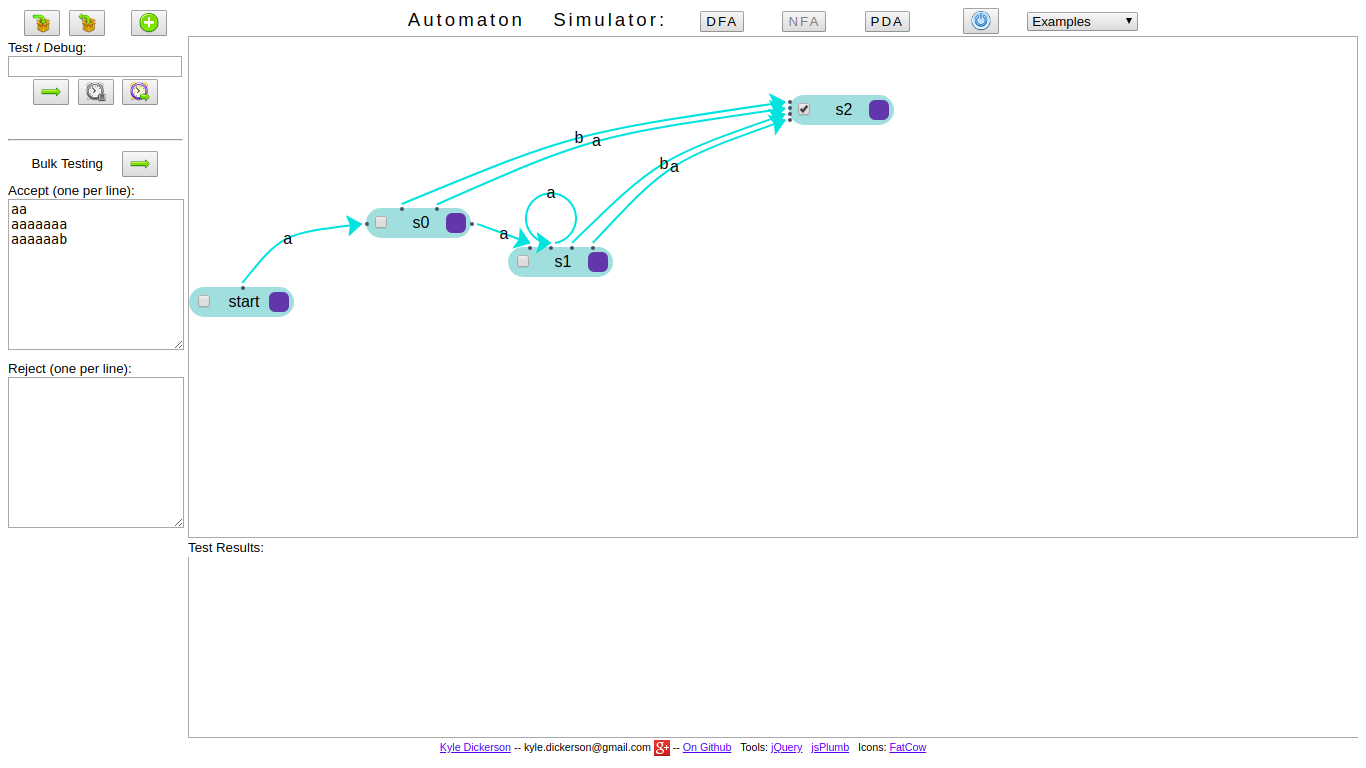 Automaton Simulator: DFA NFA PDA Examples
Test / Debug:
Bulk Testing
Accept (one per line):
aa
aaaaaaa
aaaaaab
Reject (one per line):
s2
b
a
b
a
a
s0
a
a
s1
a
start
Test Results:
Kyle Dickerson -- kyle.dickerson@gmail.com g+ -- On Github Tools: jQuery jsPlumb Icons: FatCow